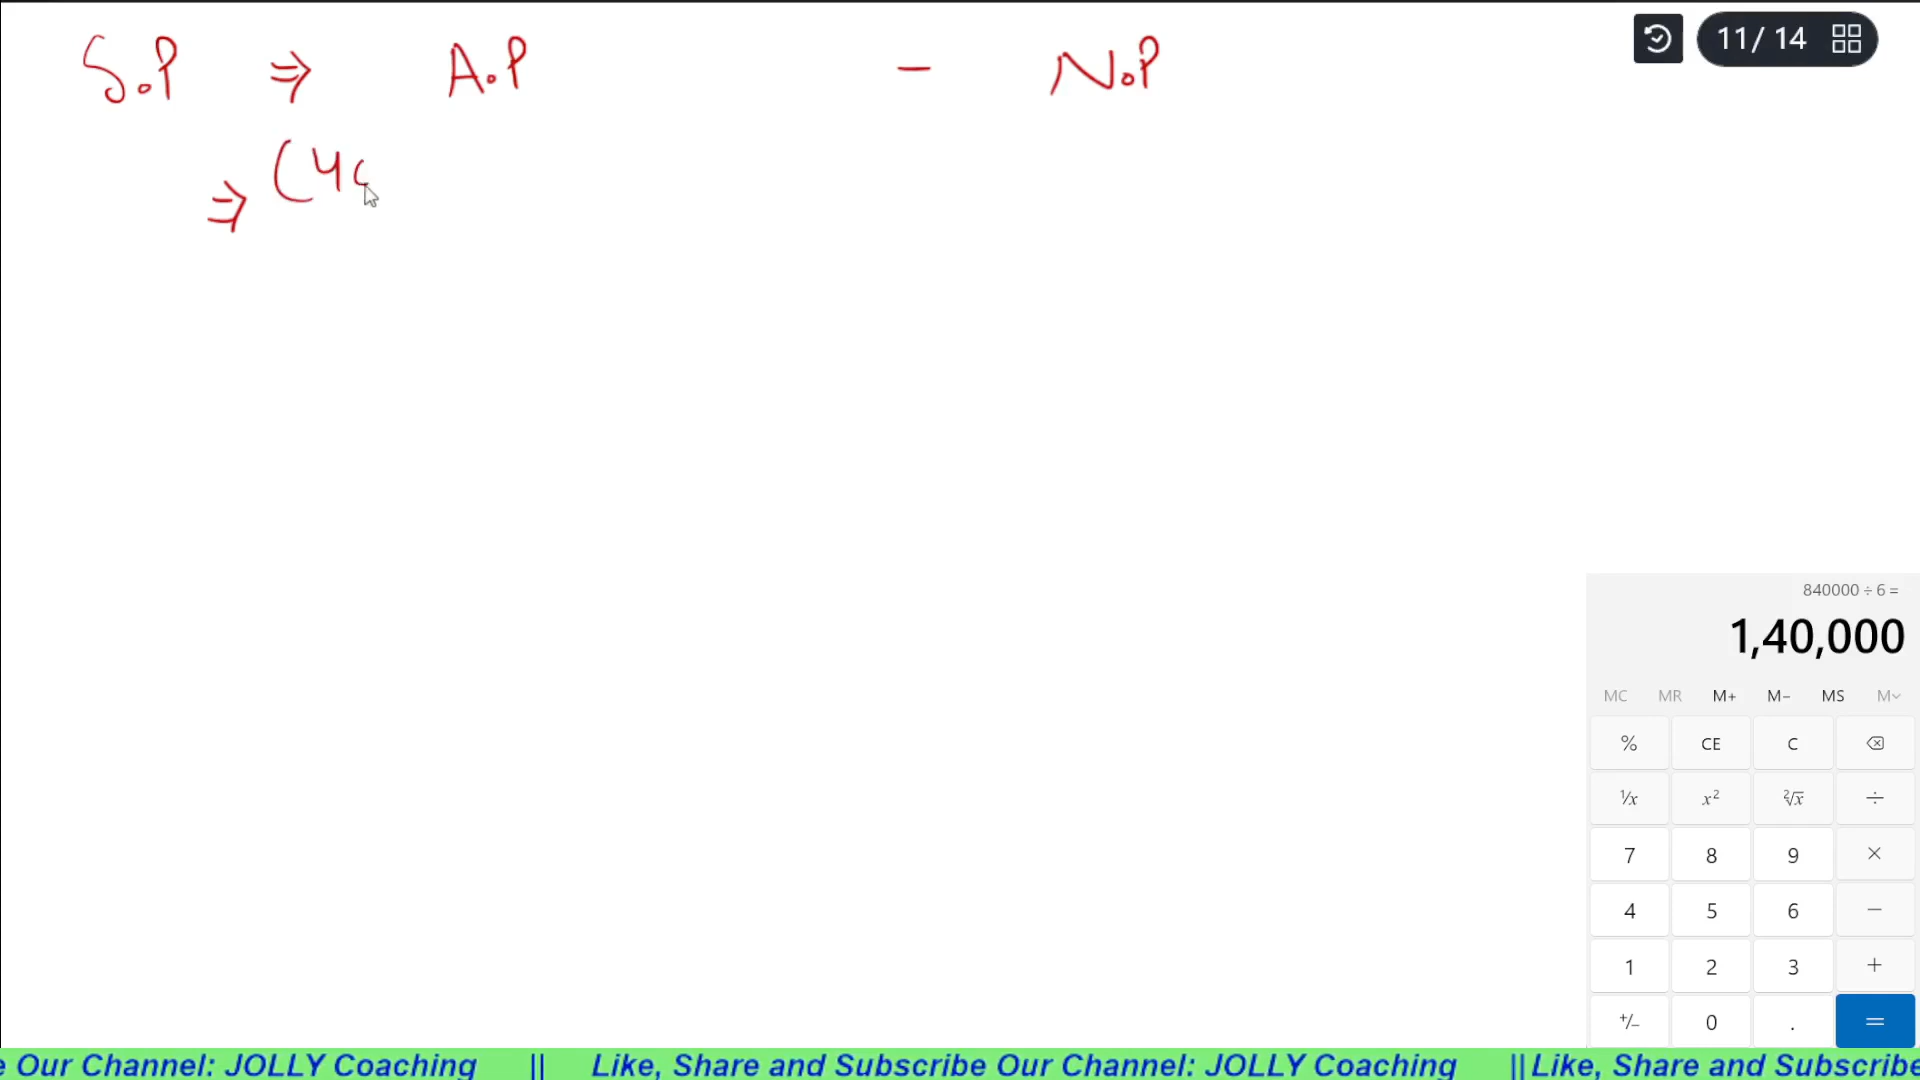 S.P ⇒ A.P - N.P
11/ 14
⇒ (40
840000 ÷ 6 =
1,40,000
MC MR M+ M- MS M
% CE C
¹/x x² ²√x ÷
7 8 9 ×
4 5 6 −
1 2 3 +
+/− 0 . =
e Our Channel: JOLLY Coaching || Like, Share and Subscribe Our Channel: JOLLY Coaching || Like, Share and Subscribe